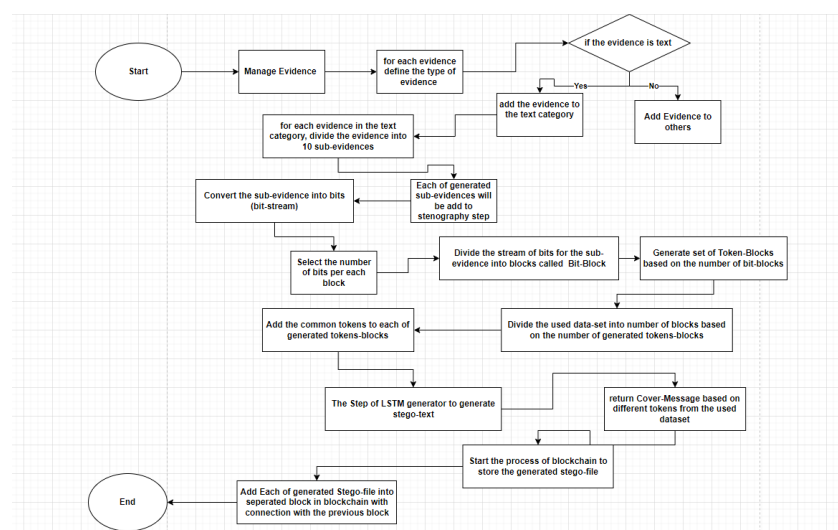 Start
Manage Evidence
for each evidence
define the type of
evidence
if the evidence is text
Yes
No
add the evidence to
the text category
Add Evidence to
others
for each evidence in the text
category, divide the evidence into
10 sub-evidences
Each of generated
sub-evidences will
be add to
stenography step
Convert the sub-evidence into bits
(bit-stream)
Select the number
of bits per each
block
Divide the stream of bits for the sub-
evidence into blocks called Bit-Block
Generate set of Token-Blocks
based on the number of bit-blocks
Divide the used data-set into number of blocks based
on the number of generated tokens-blocks
Add the common tokens to each of
generated tokens-blocks
The Step of LSTM generator to generate
stego-text
return Cover-Message based on
different tokens from the used
dataset
Start the process of blockchain to
store the generated stego-file
Add Each of generated Stego-file into
seperated block in blockchain with
connection with the previous block
End